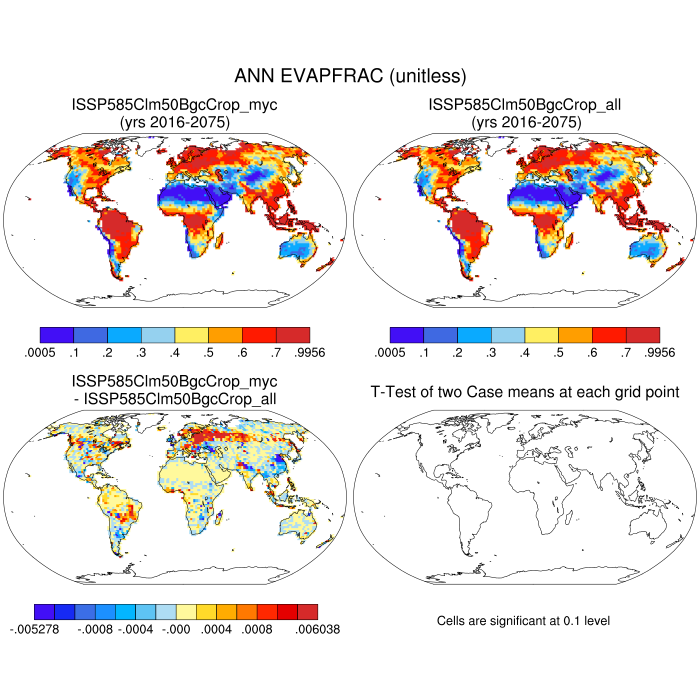 ANN EVAPFRAC (unitless)
ISSP585Clm50BgcCrop_myc
(yrs 2016-2075)
ISSP585Clm50BgcCrop_all
(yrs 2016-2075)
.0005 .1 .2 .3 .4 .5 .6 .7 .9956
.0005 .1 .2 .3 .4 .5 .6 .7 .9956
ISSP585Clm50BgcCrop_myc
- ISSP585Clm50BgcCrop_all
T-Test of two Case means at each grid point
-.005278 -.0008 -.0004 -.000 .0004 .0008 .006038
Cells are significant at 0.1 level